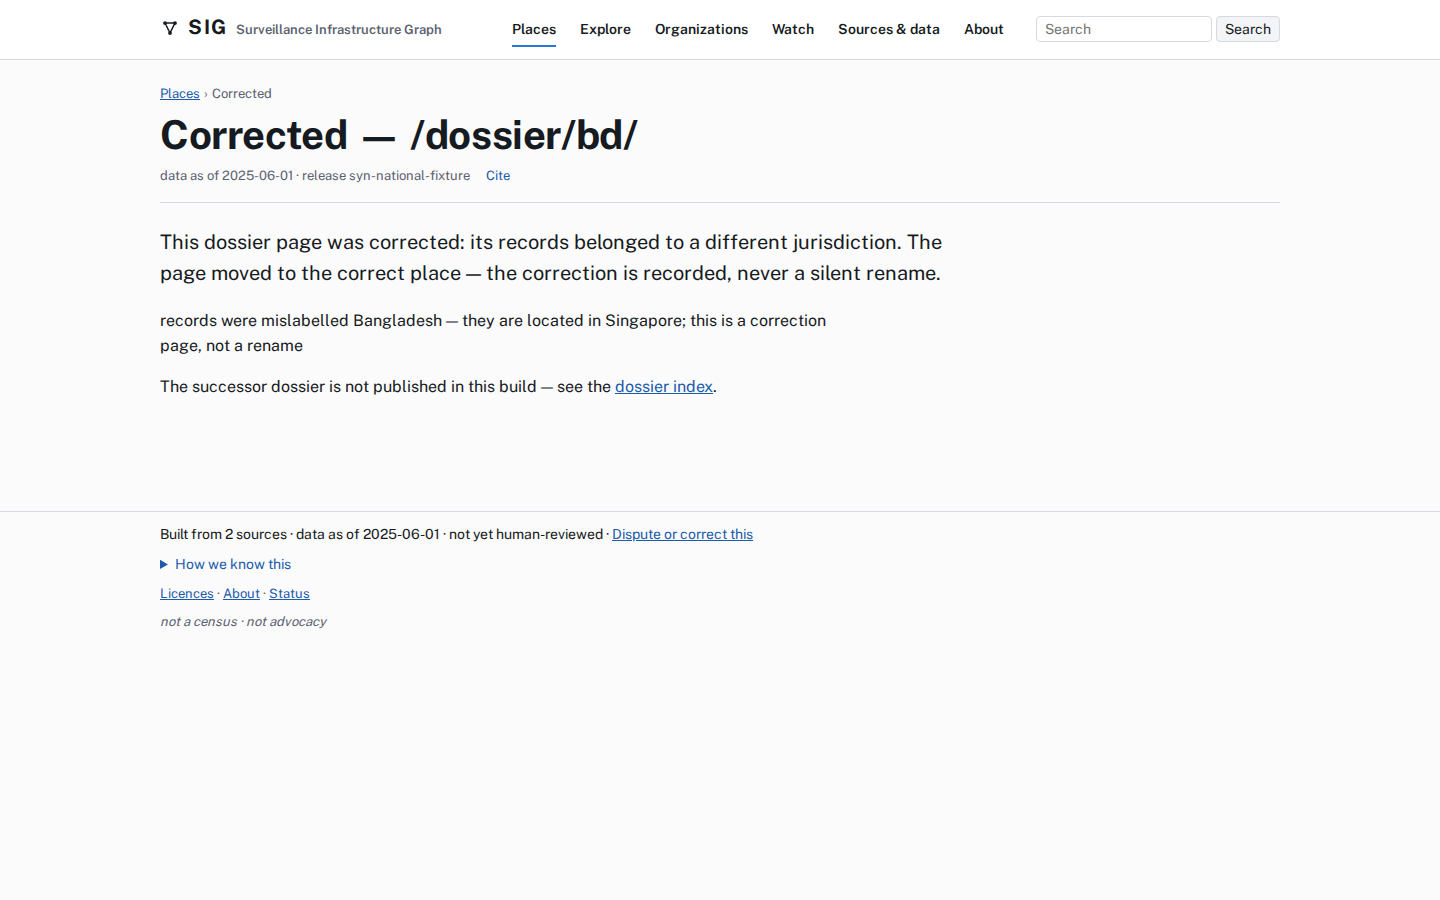 SIG Surveillance Infrastructure Graph Places Explore Organizations Watch Sources & data About Search Search
Places › Corrected
Corrected — /dossier/bd/
data as of 2025-06-01 · release syn-national-fixture Cite
This dossier page was corrected: its records belonged to a different jurisdiction. The
page moved to the correct place — the correction is recorded, never a silent rename.
records were mislabelled Bangladesh — they are located in Singapore; this is a correction
page, not a rename
The successor dossier is not published in this build — see the dossier index.
Built from 2 sources · data as of 2025-06-01 · not yet human-reviewed · Dispute or correct this
How we know this
Licences · About · Status
not a census · not advocacy